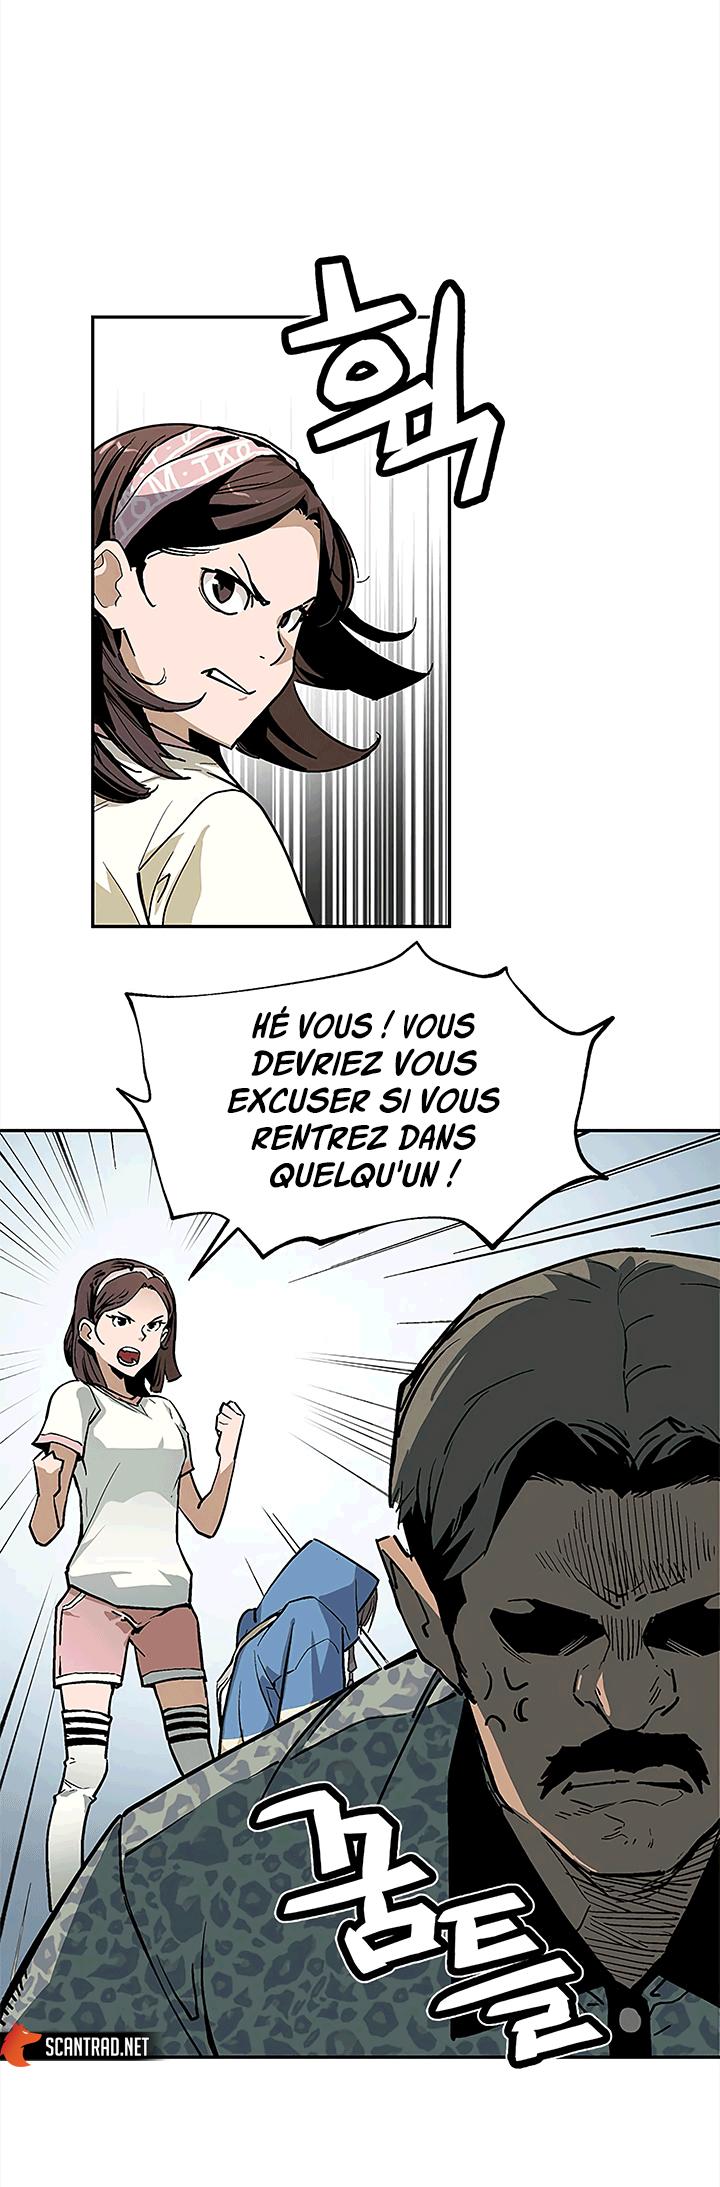 휙
HÉ VOUS ! VOUS
DEVRIEZ VOUS
EXCUSER SI VOUS
RENTREZ DANS
QUELQU'UN !
꿈틀
SCANTRAD.NET